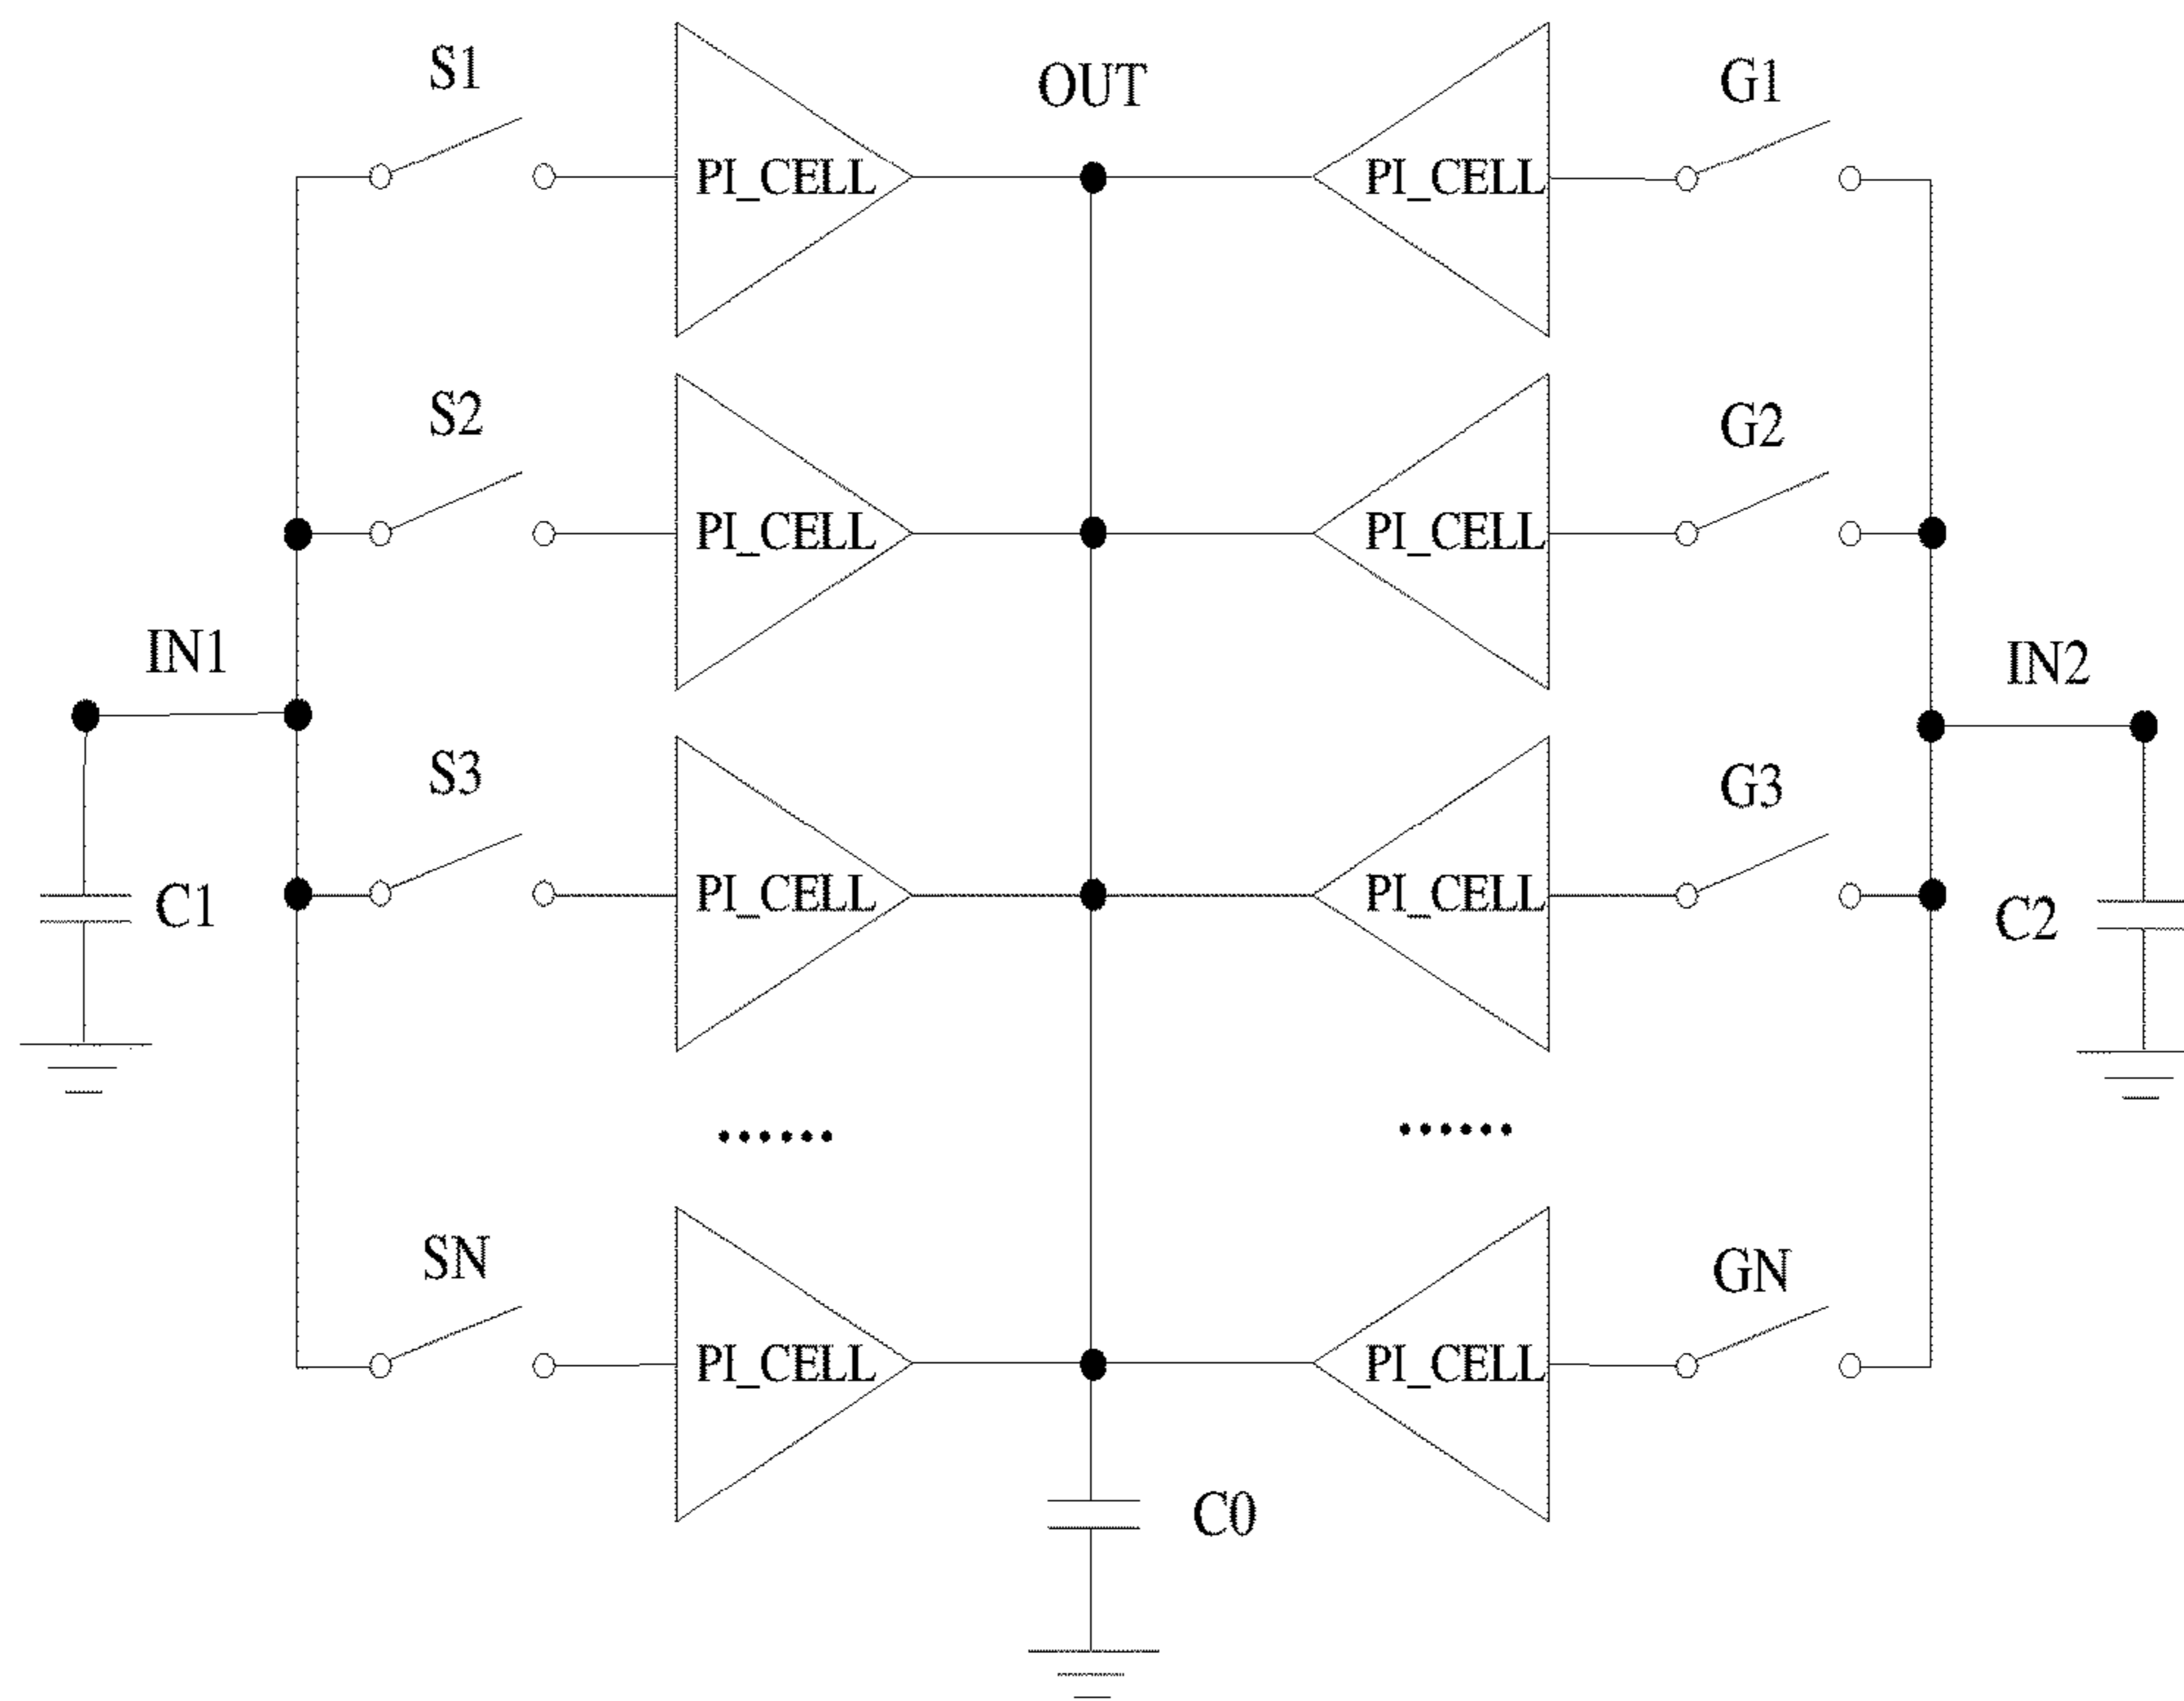 S1
OUT
G1
PI_CELL
PI_CELL
S2
G2
PI_CELL
PI_CELL
IN1
IN2
S3
G3
PI_CELL
PI_CELL
C1
C2
......
......
SN
GN
PI_CELL
PI_CELL
C0